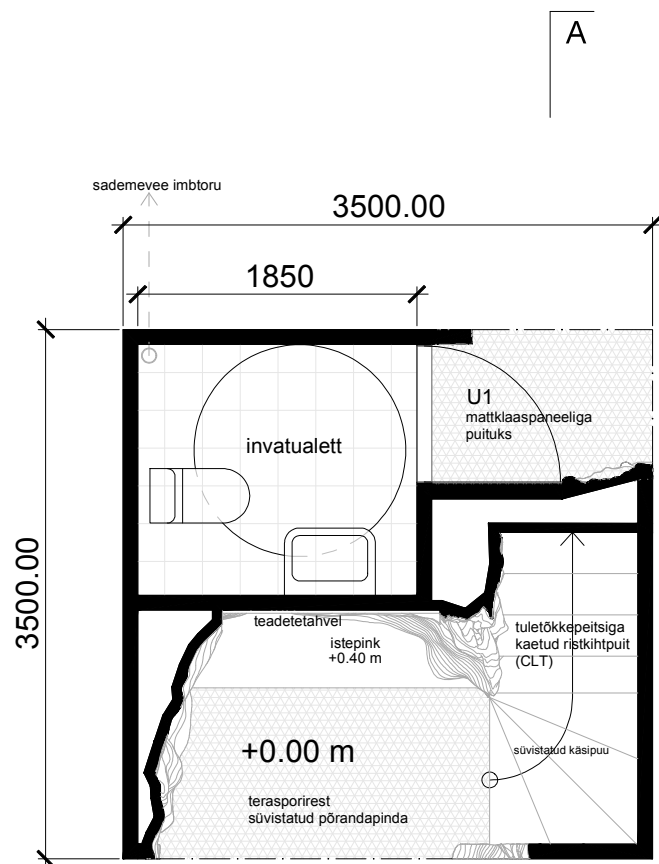 A
sademevee imbtoru
3500.00
1850
U1
mattklaaspaneeliga
puituks
invatualett
3500.00
teadetetahvel
istepink
+0.40 m
tuletõkkepeitsiga
kaetud ristkihtpuit
(CLT)
+0.00 m
süvistatud käsipuu
terasporirest
süvistatud põrandapinda